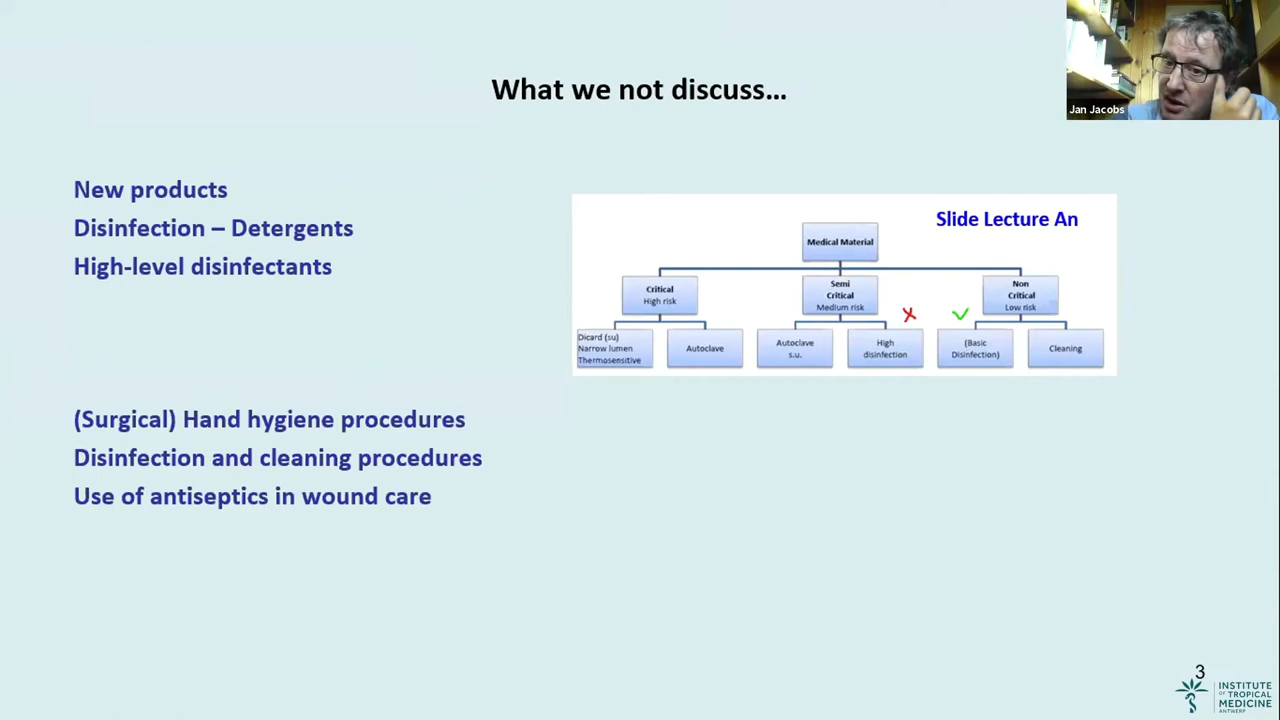 What we not discuss...
Jan Jacobs
New products
Disinfection – Detergents
High-level disinfectants
Slide Lecture An
Medical Material
Critical
High risk
Semi
Critical
Medium risk
Non
Critical
Low risk
Dicard (su)
Narrow lumen
Thermosensitive
Autoclave
Autoclave
s.u.
High
disinfection
(Basic
Disinfection)
Cleaning
(Surgical) Hand hygiene procedures
Disinfection and cleaning procedures
Use of antiseptics in wound care
3
INSTITUTE
OF TROPICAL
MEDICINE
ANTWERP